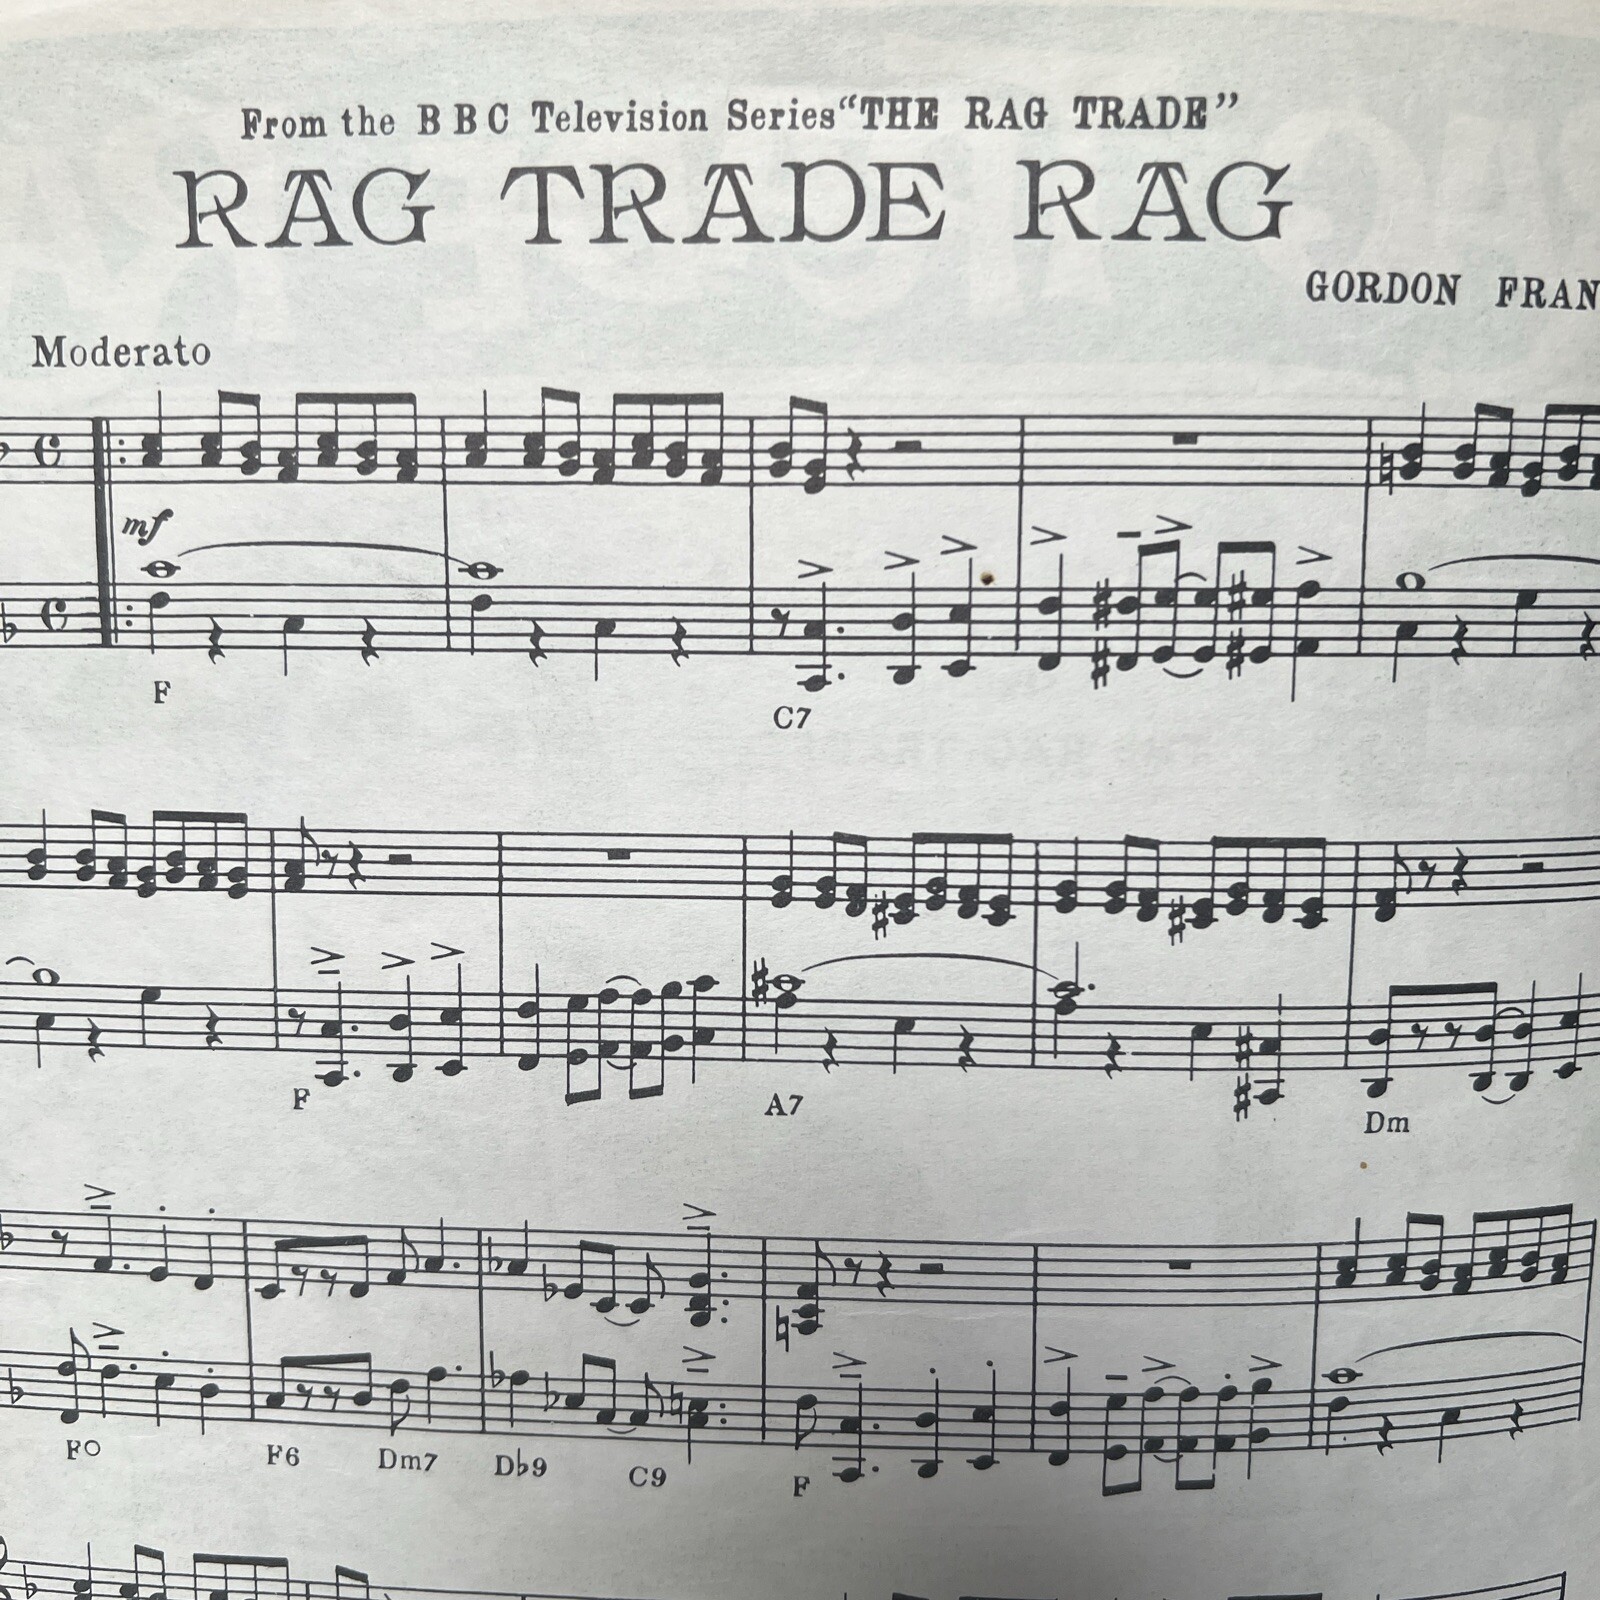 From the BBC Television Series "THE RAG TRADE"
RAG TRADE RAG
GORDON FRAN
Moderato
mf
F
C7
F A7 Dm
F° F6 Dm7 D♭9 C9 F